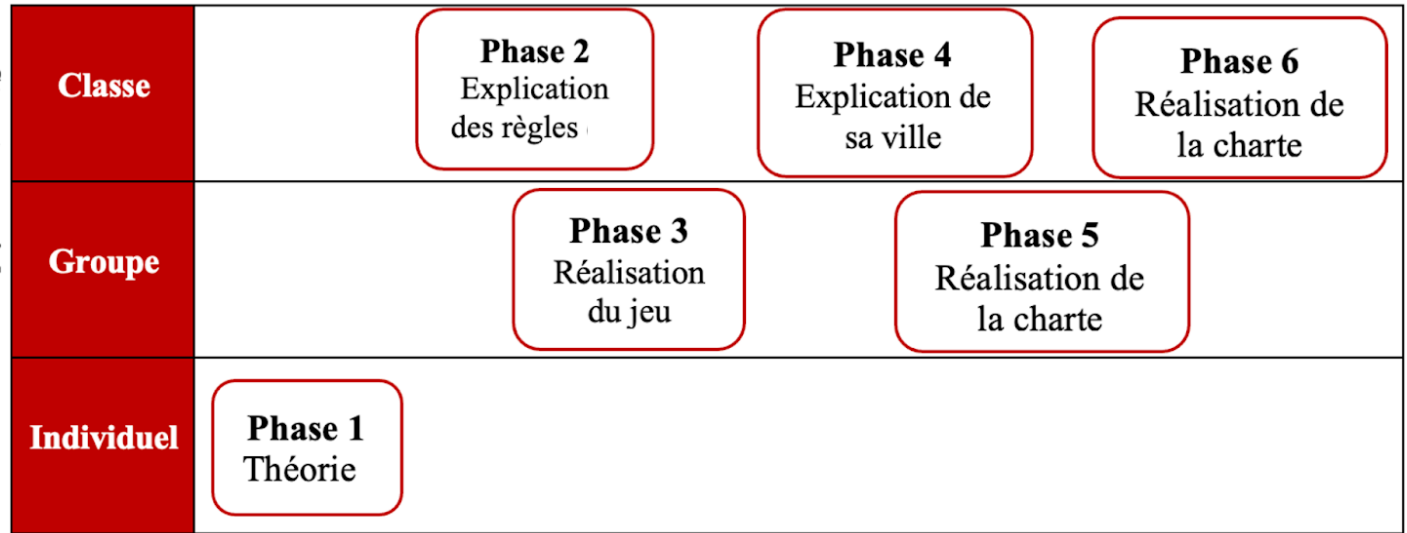 Classe
Phase 2
Explication
des règles
Phase 4
Explication de
sa ville
Phase 6
Réalisation de
la charte
Groupe
Phase 3
Réalisation
du jeu
Phase 5
Réalisation de
la charte
Individuel
Phase 1
Théorie